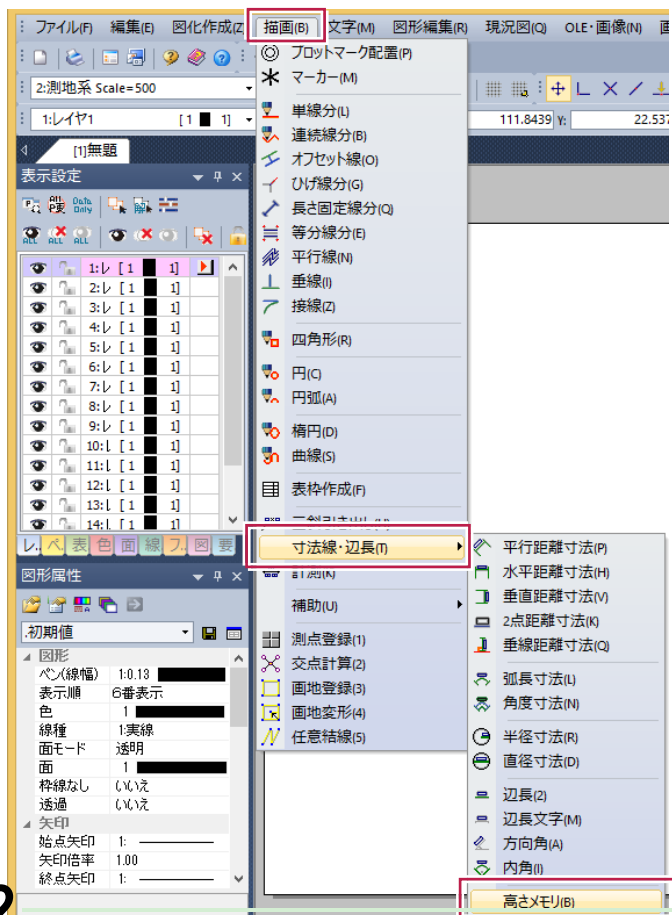 ファイル(F) 編集(E) 図化作成(Z) 描画(B) 文字(M) 図形編集(R) 現況図(Q) OLE・画像(N)
2:測地系 Scale=500
1:レイヤ1 [1 1]
111.8439 Y: 22.537
[1]無題
表示設定
ALL ALL ALL
1:レ [1 1]
2:レ [1 1]
3:レ [1 1]
4:レ [1 1]
5:レ [1 1]
6:レ [1 1]
7:レ [1 1]
8:レ [1 1]
9:レ [1 1]
10:l [1 1]
11:l [1 1]
12:l [1 1]
13:l [1 1]
14:l [1 1]
レ. ペ. 表 色 面 線 フ. 図 要
図形属性
.初期値
図形
ペン(線幅) 1:0.13
表示順 6番表示
色 1
線種 1:実線
面モード 透明
面 1
枠線なし いいえ
透過 いいえ
矢印
始点矢印 1:
矢印倍率 1.00
終点矢印 1:
プロットマーク配置(P)
マーカー(M)
単線分(L)
連続線分(B)
オフセット線(O)
ひげ線分(G)
長さ固定線分(Q)
等分線分(E)
平行線(N)
垂線(I)
接線(Z)
四角形(R)
円(C)
円弧(A)
楕円(D)
曲線(S)
表枠作成(F)
寸法線・辺長(T)
計測(K)
補助(U)
測点登録(1)
交点計算(2)
画地登録(3)
画地変形(4)
任意結線(5)
平行距離寸法(P)
水平距離寸法(H)
垂直距離寸法(V)
2点距離寸法(K)
垂線距離寸法(Q)
弧長寸法(L)
角度寸法(N)
半径寸法(R)
直径寸法(D)
辺長(2)
辺長文字(M)
方向角(A)
内角(I)
高さメモリ(B)